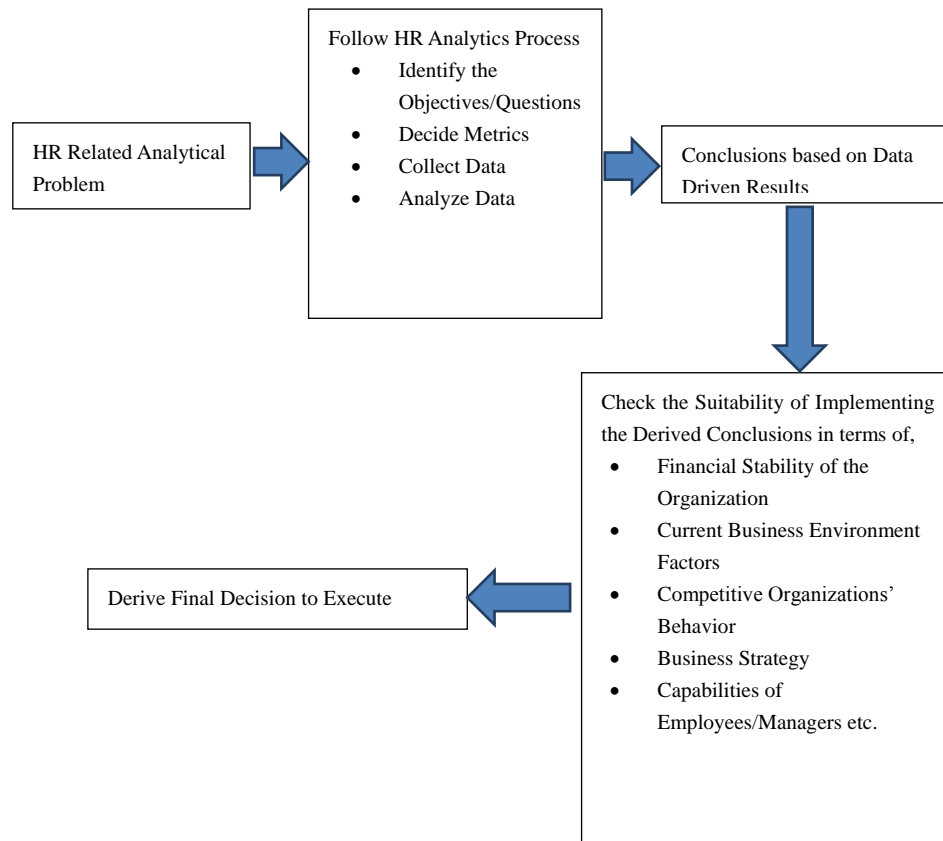 HR Related Analytical
Problem
Follow HR Analytics Process
• Identify the
Objectives/Questions
• Decide Metrics
• Collect Data
• Analyze Data
Conclusions based on Data
Driven Results
Check the Suitability of Implementing
the Derived Conclusions in terms of,
• Financial Stability of the
Organization
• Current Business Environment
Factors
• Competitive Organizations’
Behavior
• Business Strategy
• Capabilities of
Employees/Managers etc.
Derive Final Decision to Execute